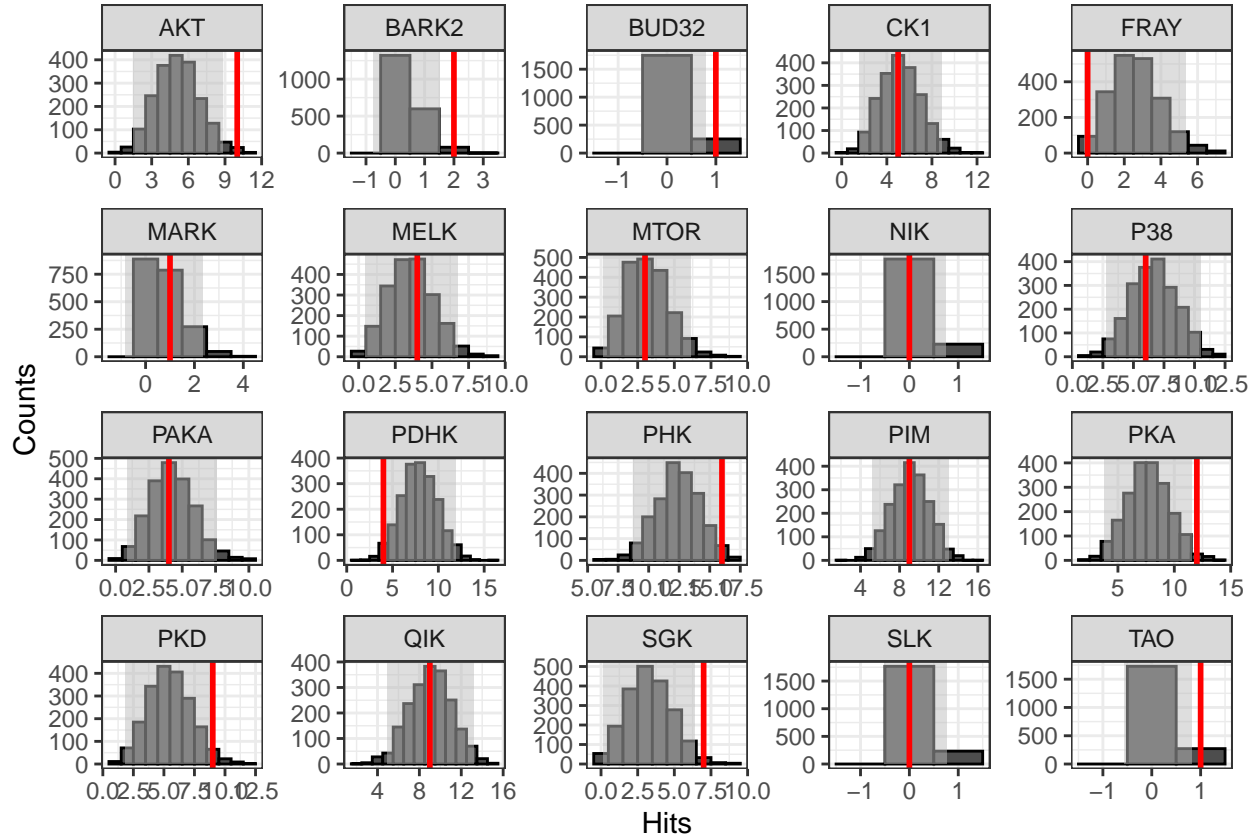 AKT BARK2 BUD32 CK1 FRAY
400 300 200 100 0
1000 500 0
1500 1000 500 250 0
400 300 200 100 0
400 200 0
0 3 6 9 12
−1 0 1 2 3
−1 0 1
0 4 8 12
0 2 4 6
MARK MELK MTOR NIK P38
750 500 250 0
400 300 200 100 0
500 400 300 200 100 0
1500 1000 500 0
400 300 200 100 0
0 2 4
0.0 2.5 5.0 7.5 10.0
0.0 2.5 5.0 7.5 10.0
−1 0 1
0.0 2.5 5.0 7.5 10.0 12.5
Counts
PAKA PDHK PHK PIM PKA
500 400 300 200 100 0
400 300 200 100 0
400 200 0
400 300 200 100 0
400 300 200 100 0
0.0 2.5 5.0 7.5 10.0
0 5 10 15
5.0 7.5 10.0 12.5 15.0 17.5
4 8 12 16
5 10 15
PKD QIK SGK SLK TAO
400 300 200 100 0
400 300 200 100 0
500 400 300 200 100 0
1500 1000 500 0
1500 1000 500 0
0.0 2.5 5.0 7.5 10.0 12.5
4 8 12 16
0.0 2.5 5.0 7.5 10.0
−1 0 1
−1 0 1
Hits